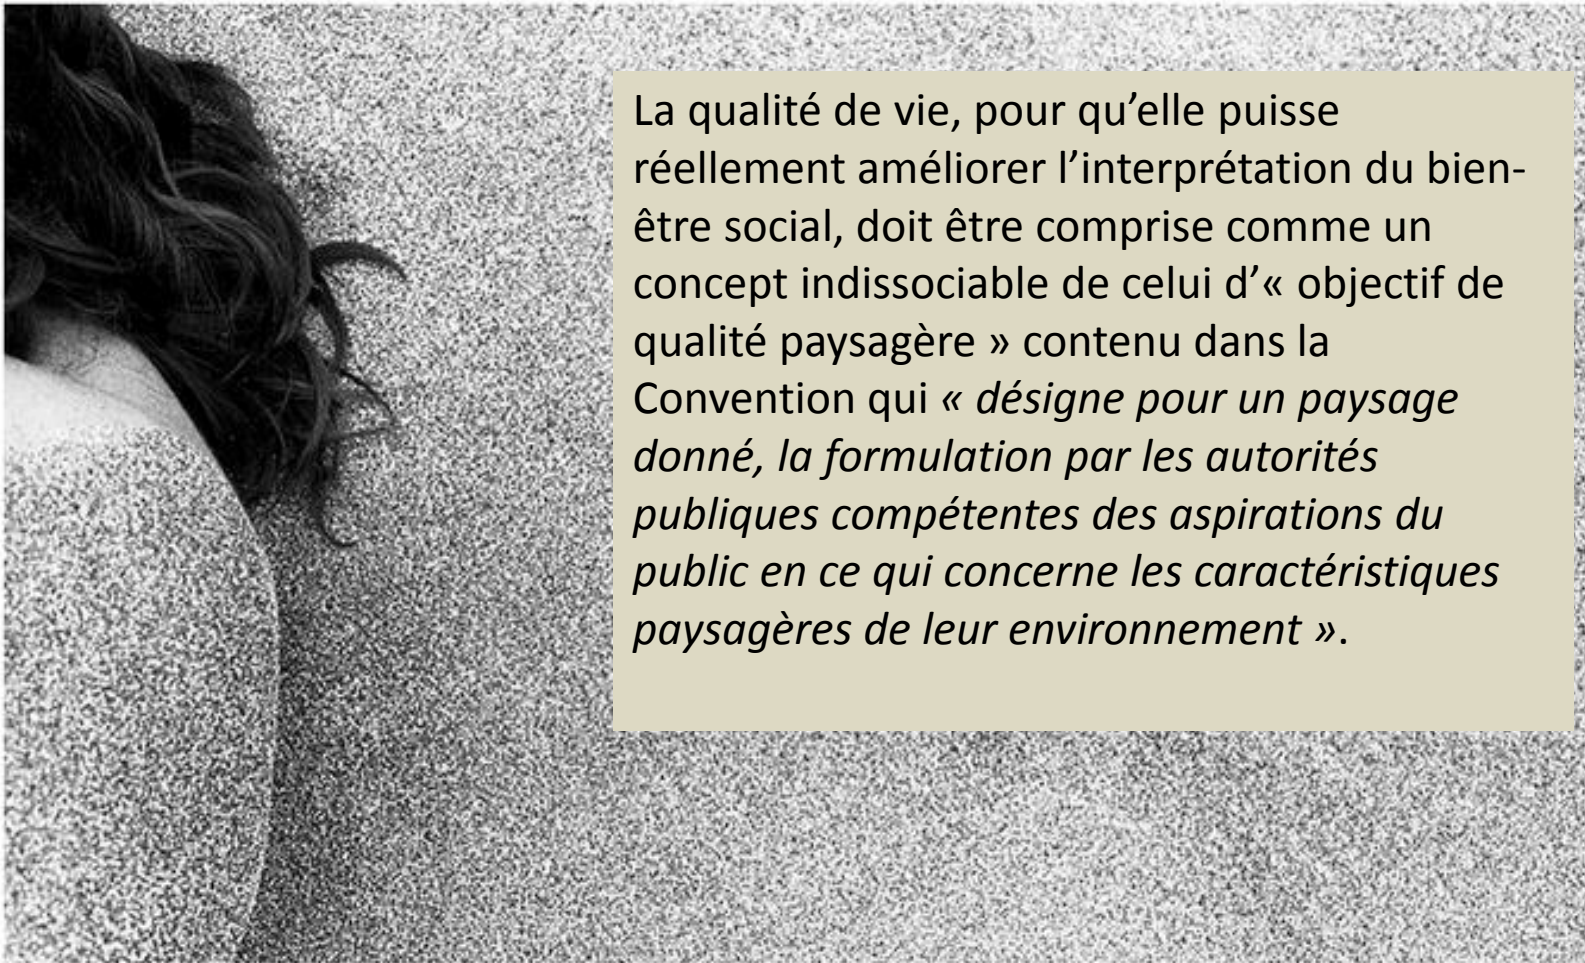 La qualité de vie, pour qu’elle puisse
réellement améliorer l’interprétation du bien-
être social, doit être comprise comme un
concept indissociable de celui d’« objectif de
qualité paysagère » contenu dans la
Convention qui « désigne pour un paysage
donné, la formulation par les autorités
publiques compétentes des aspirations du
public en ce qui concerne les caractéristiques
paysagères de leur environnement ».